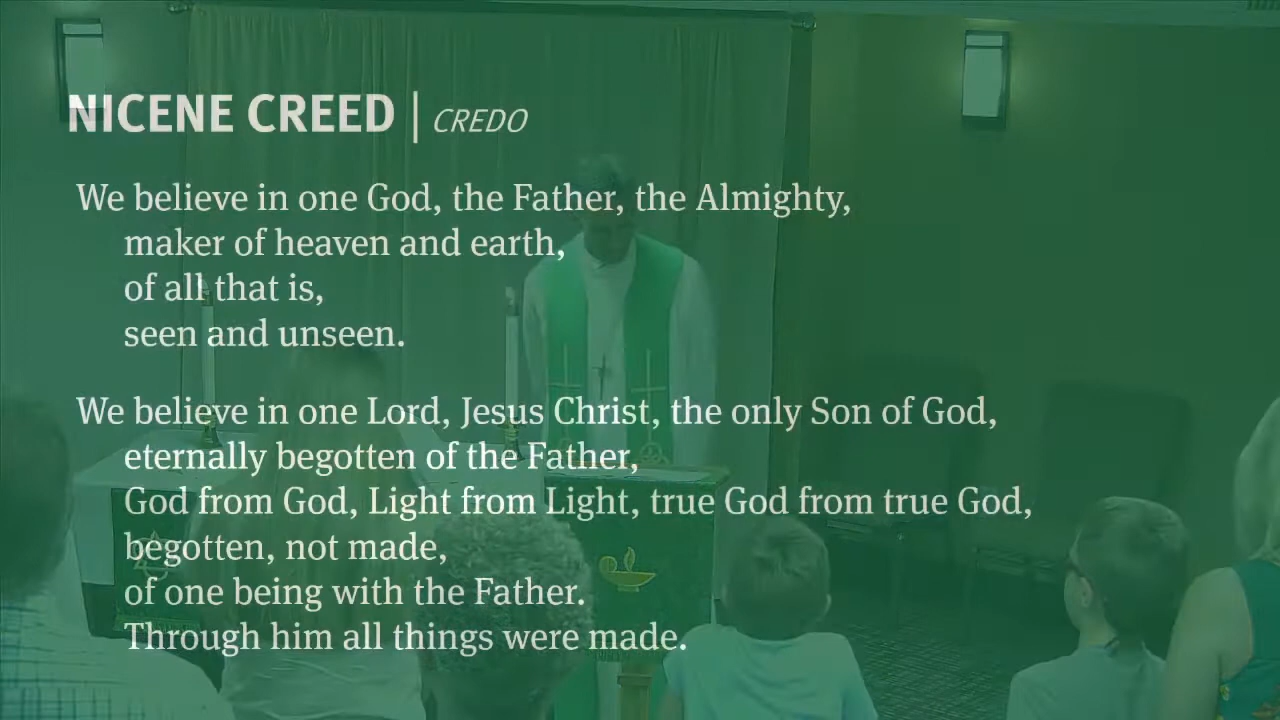 NICENE CREED | CREDO
We believe in one God, the Father, the Almighty,
maker of heaven and earth,
of all that is,
seen and unseen.
We believe in one Lord, Jesus Christ, the only Son of God,
eternally begotten of the Father,
God from God, Light from Light, true God from true God,
begotten, not made,
of one being with the Father.
Through him all things were made.